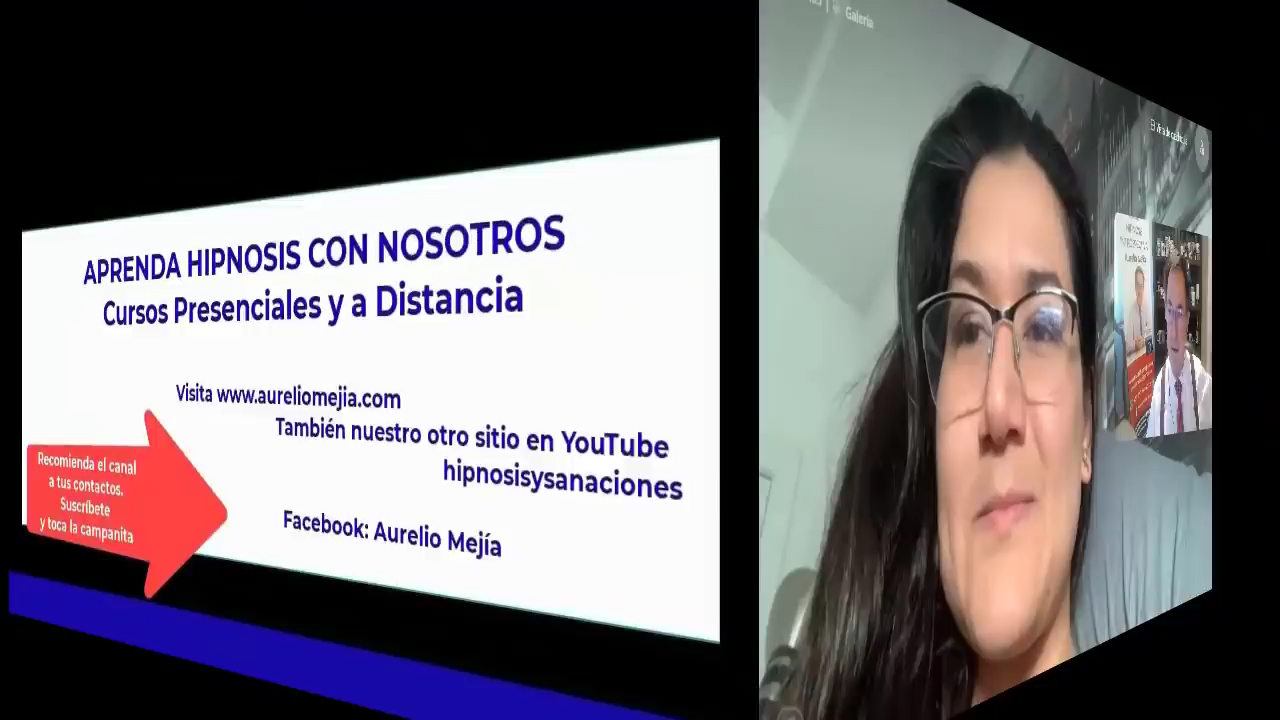 APRENDA HIPNOSIS CON NOSOTROS
Cursos Presenciales y a Distancia
Visita www.aureliomejia.com
También nuestro otro sitio en YouTube
hipnosisysanaciones
Facebook: Aurelio Mejía
Recomienda el canal
a tus contactos.
Suscríbete
y toca la campanita
Galería